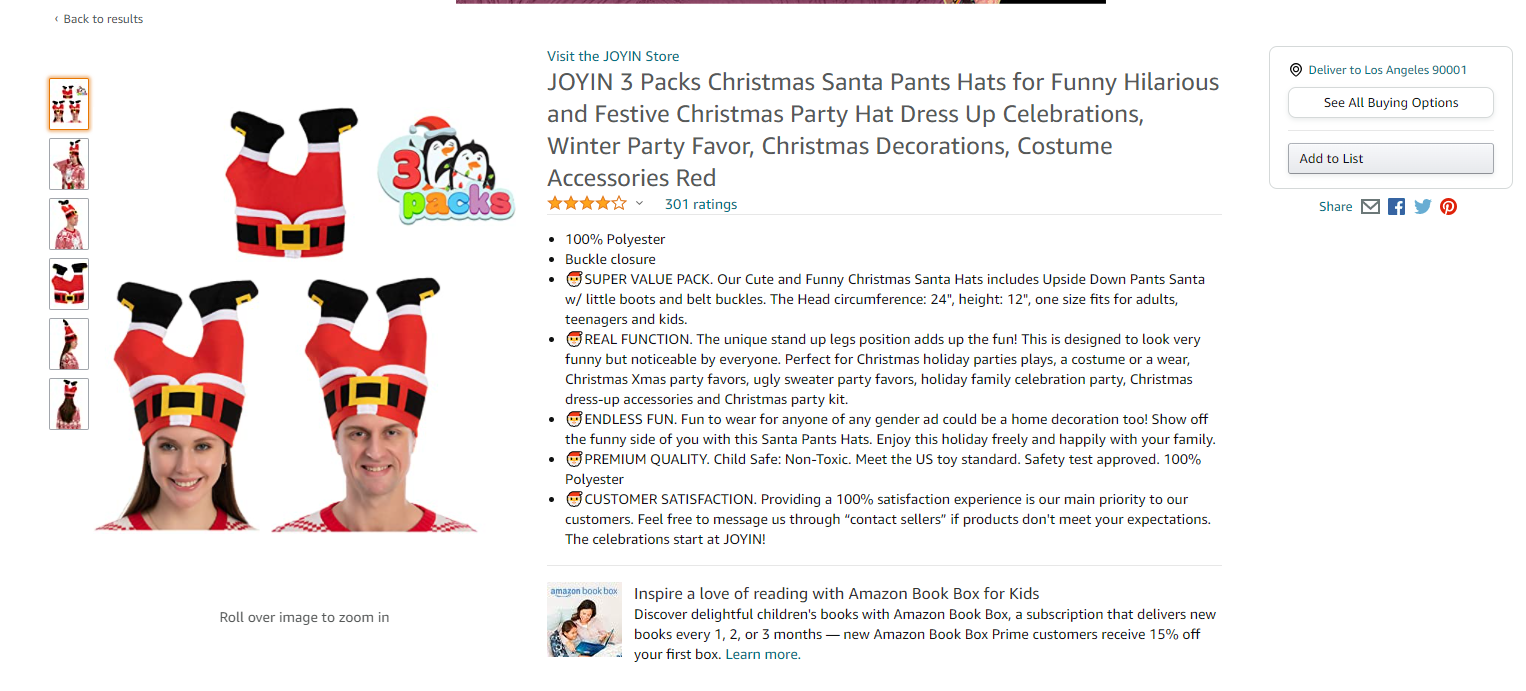 ‹ Back to results
Visit the JOYIN Store
JOYIN 3 Packs Christmas Santa Pants Hats for Funny Hilarious
and Festive Christmas Party Hat Dress Up Celebrations,
Winter Party Favor, Christmas Decorations, Costume
Accessories Red
301 ratings
3
packs
• 100% Polyester
• Buckle closure
• 🎅SUPER VALUE PACK. Our Cute and Funny Christmas Santa Hats includes Upside Down Pants Santa
w/ little boots and belt buckles. The Head circumference: 24", height: 12", one size fits for adults,
teenagers and kids.
• 🎅REAL FUNCTION. The unique stand up legs position adds up the fun! This is designed to look very
funny but noticeable by everyone. Perfect for Christmas holiday parties plays, a costume or a wear,
Christmas Xmas party favors, ugly sweater party favors, holiday family celebration party, Christmas
dress-up accessories and Christmas party kit.
• 🎅ENDLESS FUN. Fun to wear for anyone of any gender ad could be a home decoration too! Show off
the funny side of you with this Santa Pants Hats. Enjoy this holiday freely and happily with your family.
• 🎅PREMIUM QUALITY. Child Safe: Non-Toxic. Meet the US toy standard. Safety test approved. 100%
Polyester
• 🎅CUSTOMER SATISFACTION. Providing a 100% satisfaction experience is our main priority to our
customers. Feel free to message us through “contact sellers” if products don't meet your expectations.
The celebrations start at JOYIN!
Roll over image to zoom in
amazon book box
Inspire a love of reading with Amazon Book Box for Kids
Discover delightful children's books with Amazon Book Box, a subscription that delivers new
books every 1, 2, or 3 months — new Amazon Book Box Prime customers receive 15% off
your first box. Learn more.
Deliver to Los Angeles 90001
See All Buying Options
Add to List
Share